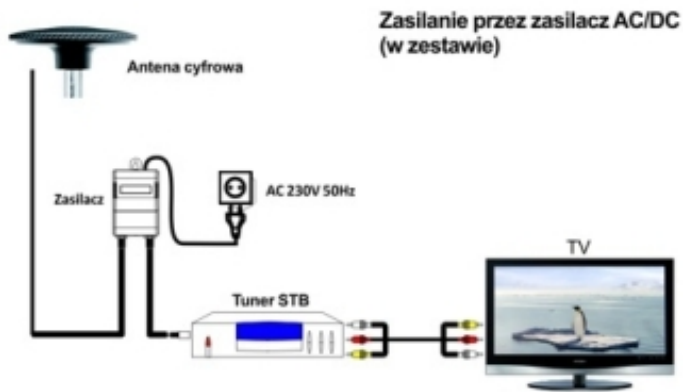 Zasilanie przez zasilacz AC/DC
(w zestawie)
Antena cyfrowa
Zasilacz
AC 230V 50Hz
TV
Tuner STB